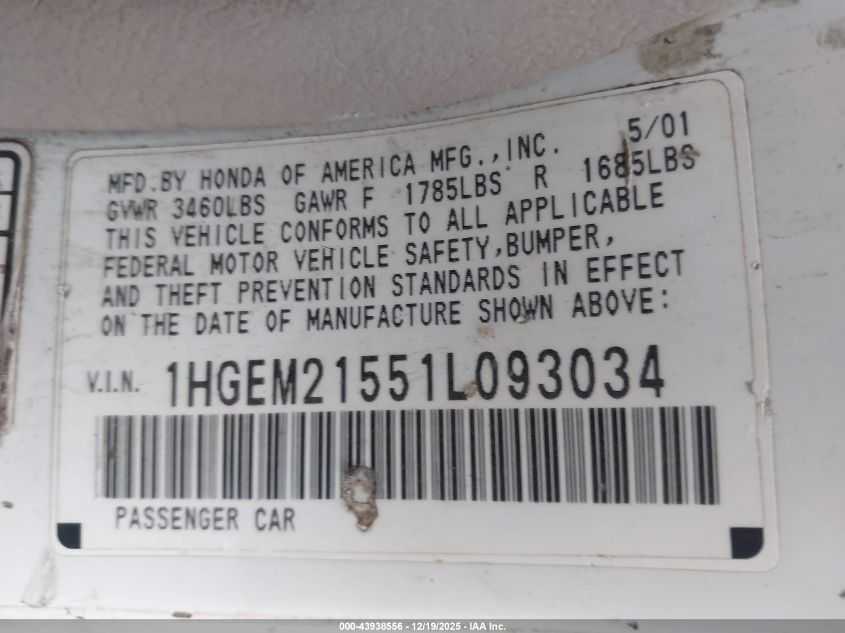 5/01
MFD.BY HONDA OF AMERICA MFG.,INC.
GVWR 3460LBS GAWR F 1785LBS R 1685LBS
THIS VEHICLE CONFORMS TO ALL APPLICABLE
FEDERAL MOTOR VEHICLE SAFETY,BUMPER,
AND THEFT PREVENTION STANDARDS IN EFFECT
ON THE DATE OF MANUFACTURE SHOWN ABOVE:
V.I.N. 1HGEM21551L093034
PASSENGER CAR
000-43938556 - 12/19/2025 - IAA Inc.